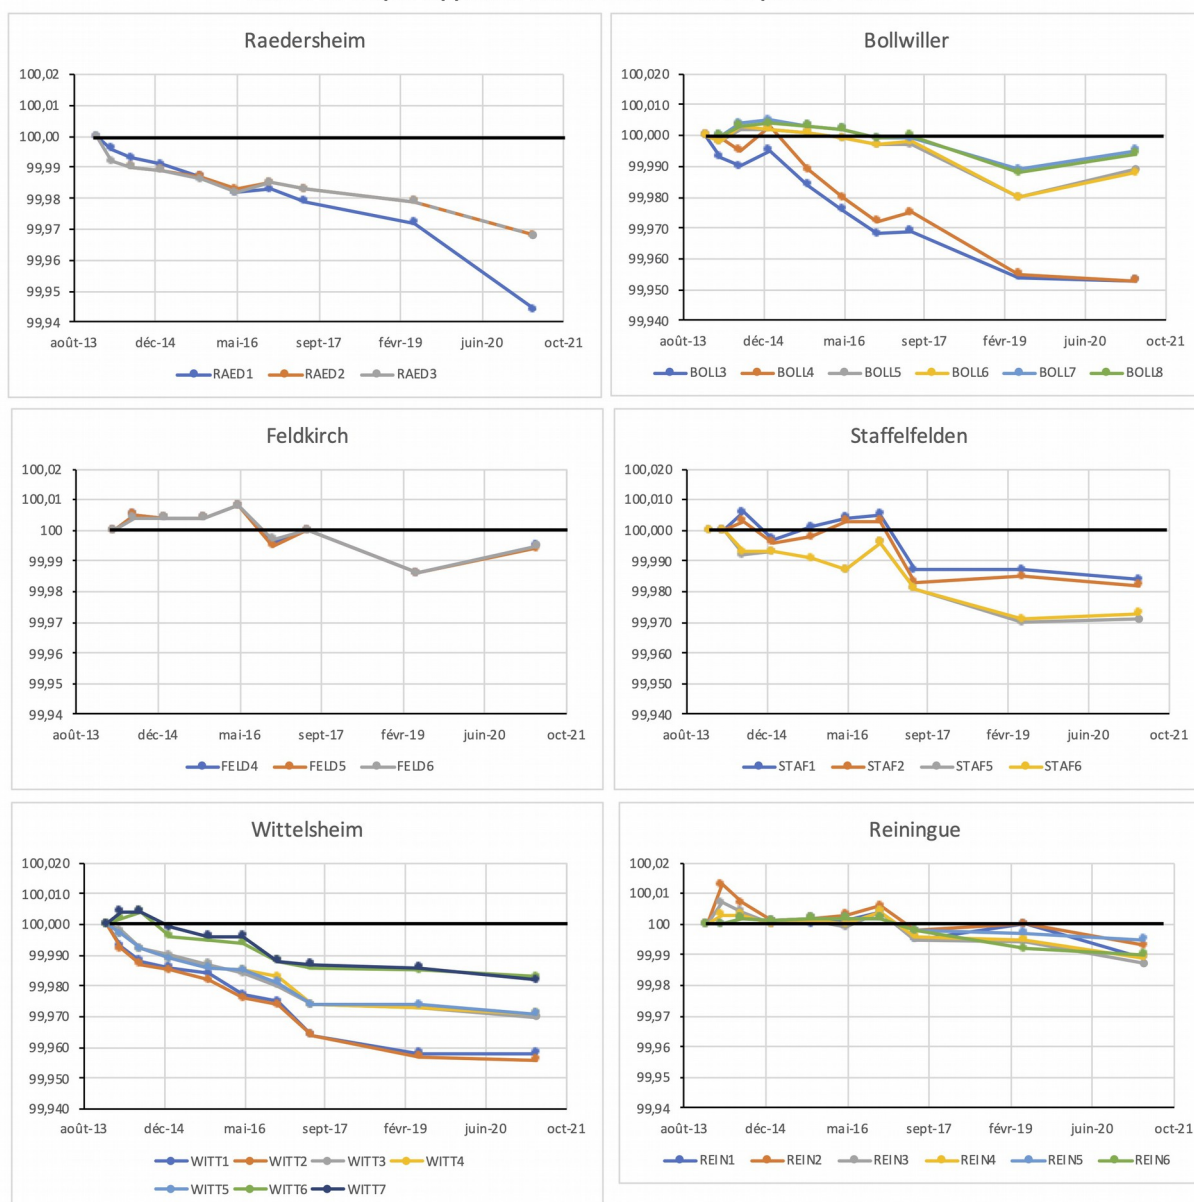 Raedersheim
100,02
100,01
100,00
99,99
99,98
99,97
99,96
99,95
99,94
août-13 déc-14 mai-16 sept-17 févr-19 juin-20 oct-21
RAED1 RAED2 RAED3
Bollwiller
100,020
100,010
100,000
99,990
99,980
99,970
99,960
99,950
99,940
août-13 déc-14 mai-16 sept-17 févr-19 juin-20 oct-21
BOLL3 BOLL4 BOLL5 BOLL6 BOLL7 BOLL8
Feldkirch
100,02
100,01
100
99,99
99,98
99,97
99,96
99,95
99,94
août-13 déc-14 mai-16 sept-17 févr-19 juin-20 oct-21
FELD4 FELD5 FELD6
Staffelfelden
100,020
100,010
100,000
99,990
99,980
99,970
99,960
99,950
99,940
août-13 déc-14 mai-16 sept-17 févr-19 juin-20 oct-21
STAF1 STAF2 STAF5 STAF6
Wittelsheim
100,020
100,010
100,000
99,990
99,980
99,970
99,960
99,950
99,940
août-13 déc-14 mai-16 sept-17 févr-19 juin-20 oct-21
WITT1 WITT2 WITT3 WITT4
WITT5 WITT6 WITT7
Reiningue
100,02
100,01
100
99,99
99,98
99,97
99,96
99,95
99,94
août-13 déc-14 mai-16 sept-17 févr-19 juin-20 oct-21
REIN1 REIN2 REIN3 REIN4 REIN5 REIN6